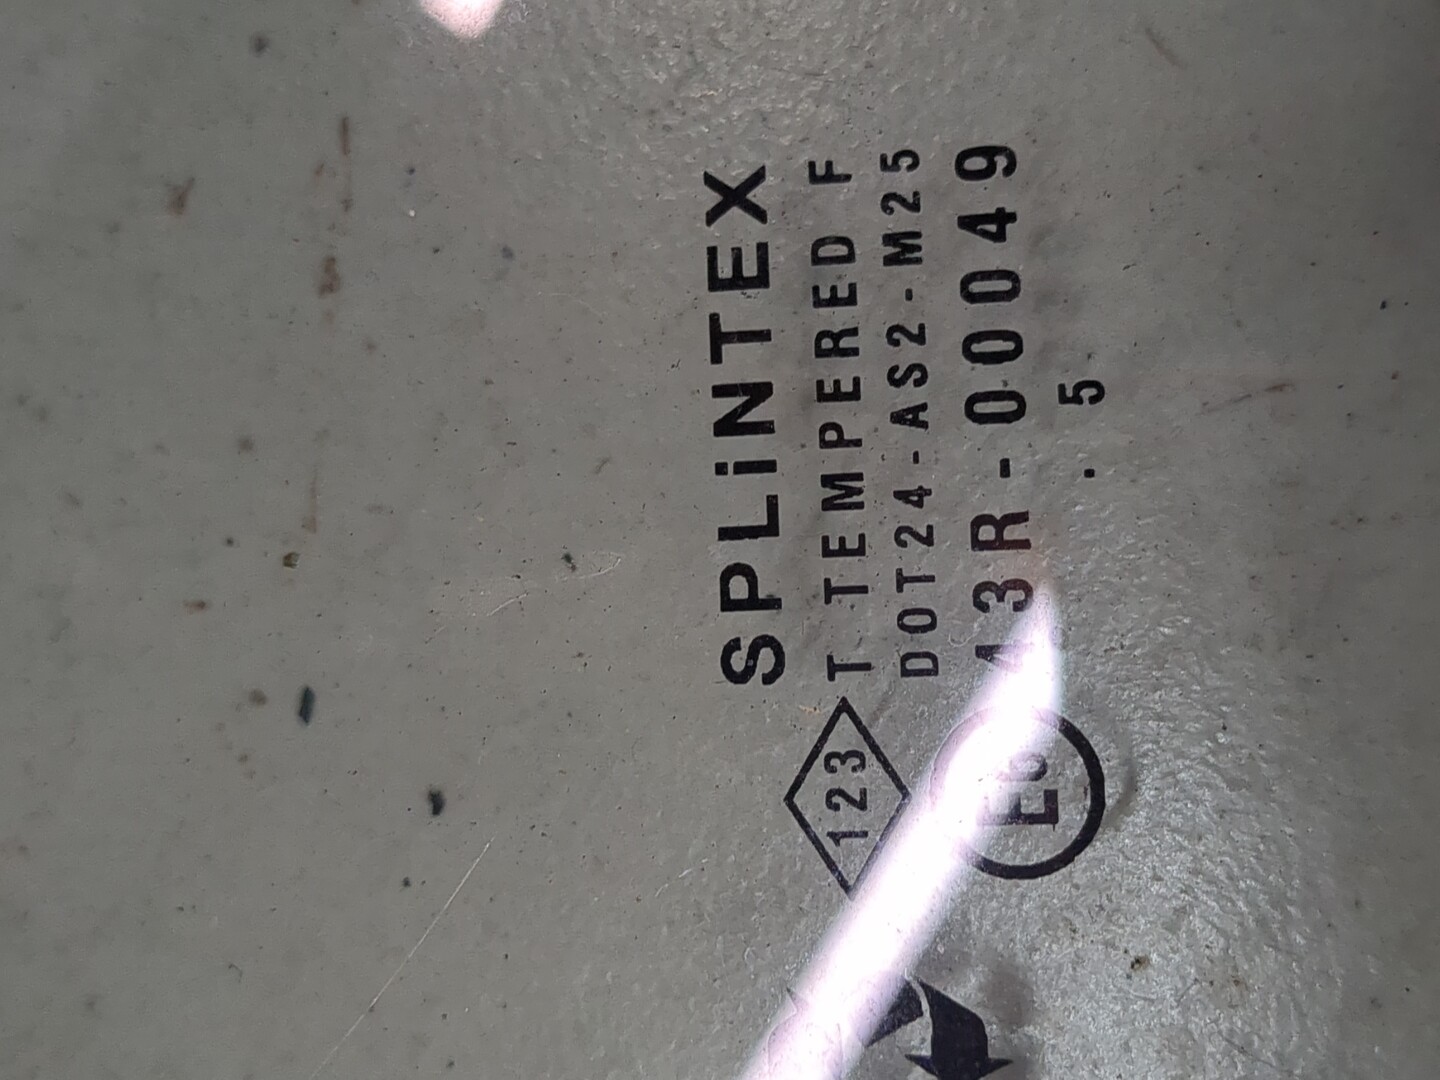 SPLiNTEX
123 T TEMPERED F
DOT24-AS2-M25
43R-00049
E6
. 5